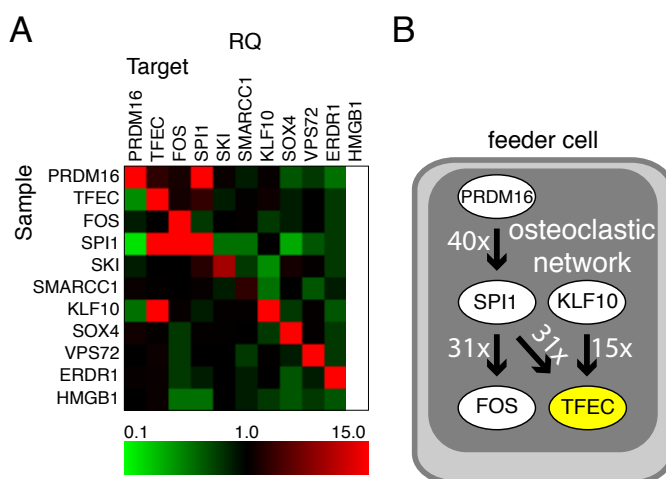 A
RQ
Target
PRDM16
TFEC
FOS
SPI1
SKI
SMARCC1
KLF10
SOX4
VPS72
ERDR1
HMGB1
Sample
PRDM16
TFEC
FOS
SPI1
SKI
SMARCC1
KLF10
SOX4
VPS72
ERDR1
HMGB1
0.1 1.0 15.0
B
feeder cell
PRDM16
40x
osteoclastic
network
SPI1 KLF10
31x 31x 15x
FOS TFEC